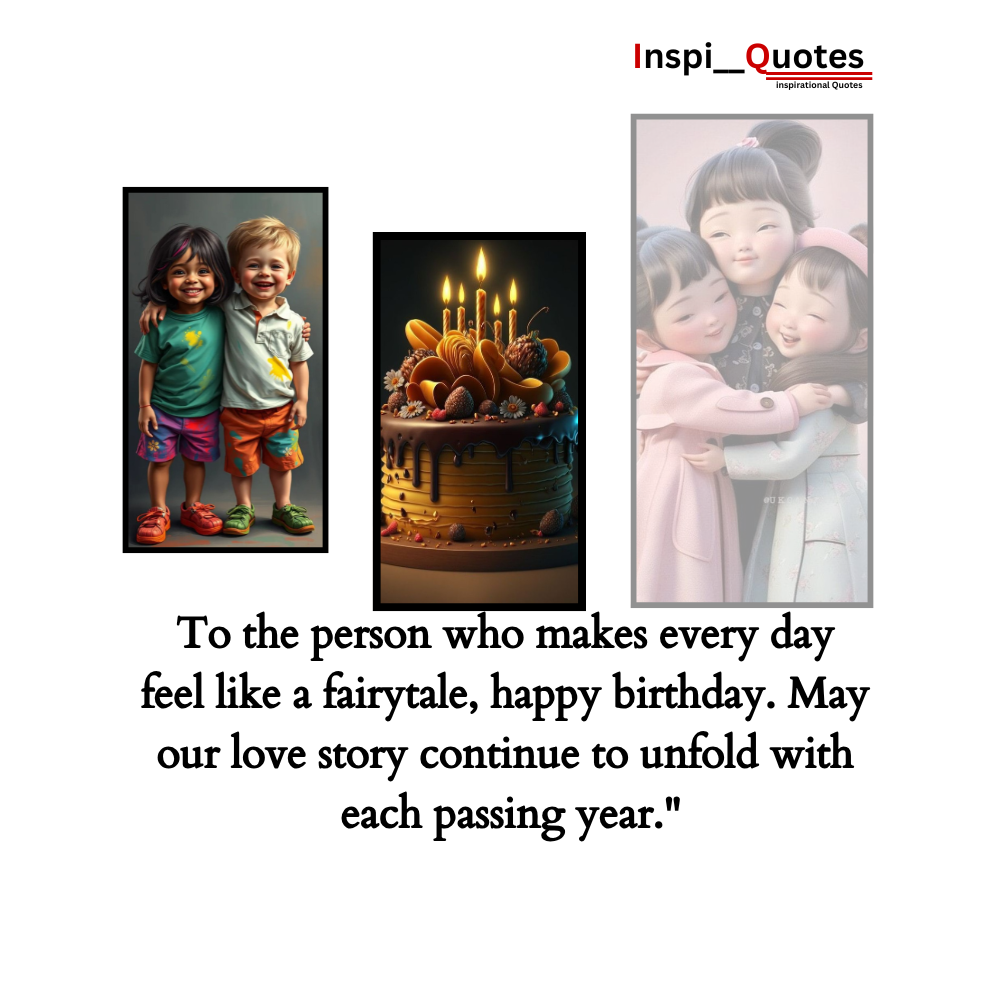 Inspi__Quotes
inspirational Quotes
To the person who makes every day
feel like a fairytale, happy birthday. May
our love story continue to unfold with
each passing year."